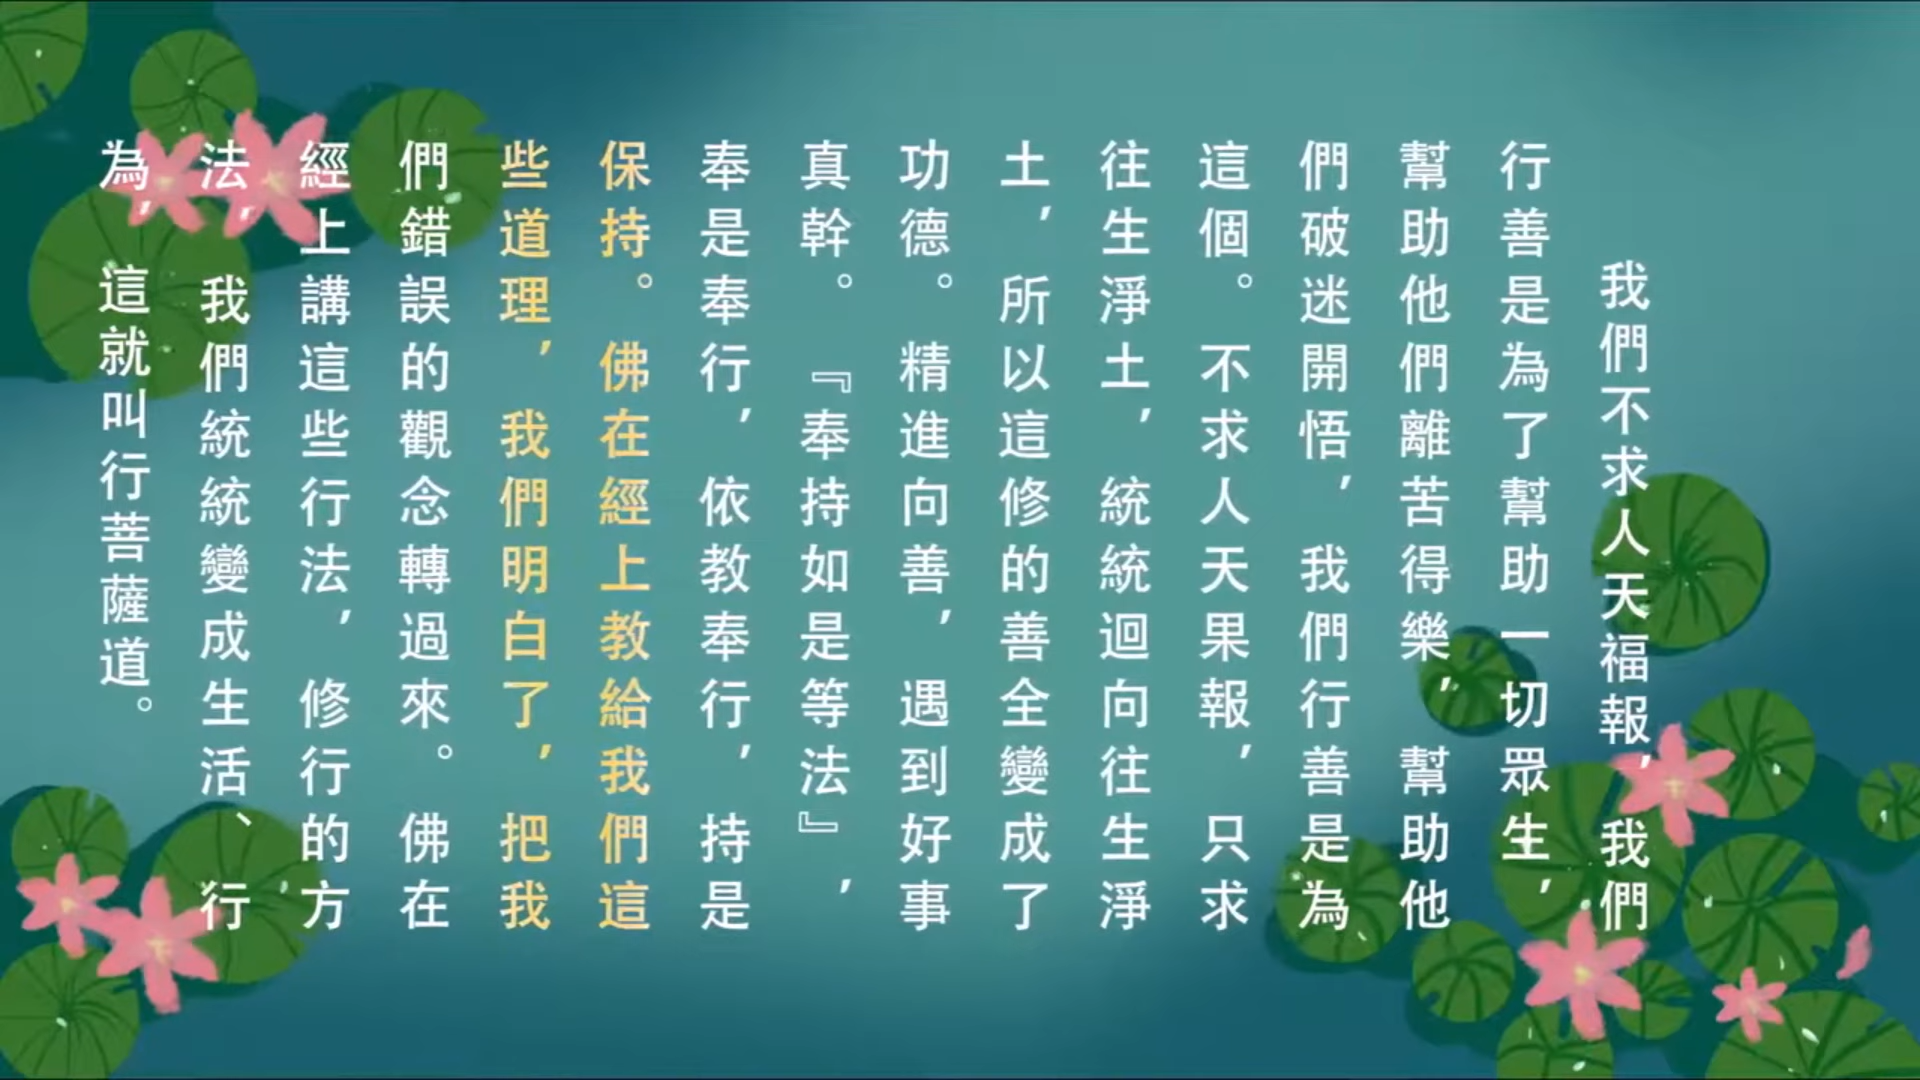 我們不求人天福報，我們
行善是為了幫助一切眾生，
幫助他們離苦得樂，幫助他
們破迷開悟，我們行善是為
這個。不求人天果報，只求
往生淨土，統統迴向往生淨
土，所以這修的善全變成了
功德。精進向善，遇到好事
真幹。『奉持如是等法』，
奉是奉行，依教奉行，持是
保持。佛在經上教給我們這
些道理，我們明白了，把我
們錯誤的觀念轉過來。佛在
經上講這些行法，修行的方
法，我們統統變成生活、行
為，這就叫行菩薩道。